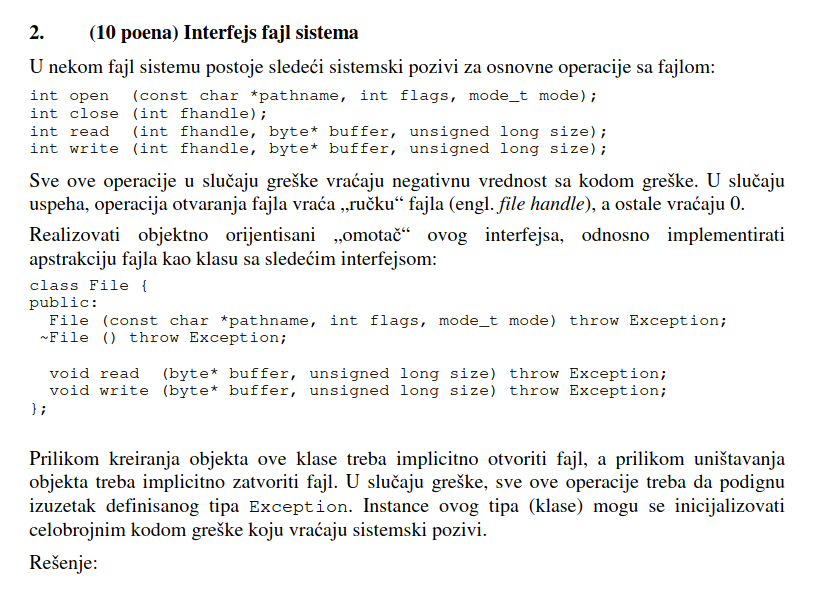 2. (10 poena) Interfejs fajl sistema
U nekom fajl sistemu postoje sledeći sistemski pozivi za osnovne operacije sa fajlom:
int open (const char *pathname, int flags, mode_t mode);
int close (int fhandle);
int read (int fhandle, byte* buffer, unsigned long size);
int write (int fhandle, byte* buffer, unsigned long size);
Sve ove operacije u slučaju greške vraćaju negativnu vrednost sa kodom greške. U slučaju
uspeha, operacija otvaranja fajla vraća „ručku“ fajla (engl. file handle), a ostale vraćaju 0.
Realizovati objektno orijentisani „omotač“ ovog interfejsa, odnosno implementirati
apstrakciju fajla kao klasu sa sledećim interfejsom:
class File {
public:
File (const char *pathname, int flags, mode_t mode) throw Exception;
~File () throw Exception;
void read (byte* buffer, unsigned long size) throw Exception;
void write (byte* buffer, unsigned long size) throw Exception;
};
Prilikom kreiranja objekta ove klase treba implicitno otvoriti fajl, a prilikom uništavanja
objekta treba implicitno zatvoriti fajl. U slučaju greške, sve ove operacije treba da podignu
izuzetak definisanog tipa Exception. Instance ovog tipa (klase) mogu se inicijalizovati
celobrojnim kodom greške koju vraćaju sistemski pozivi.
Rešenje: